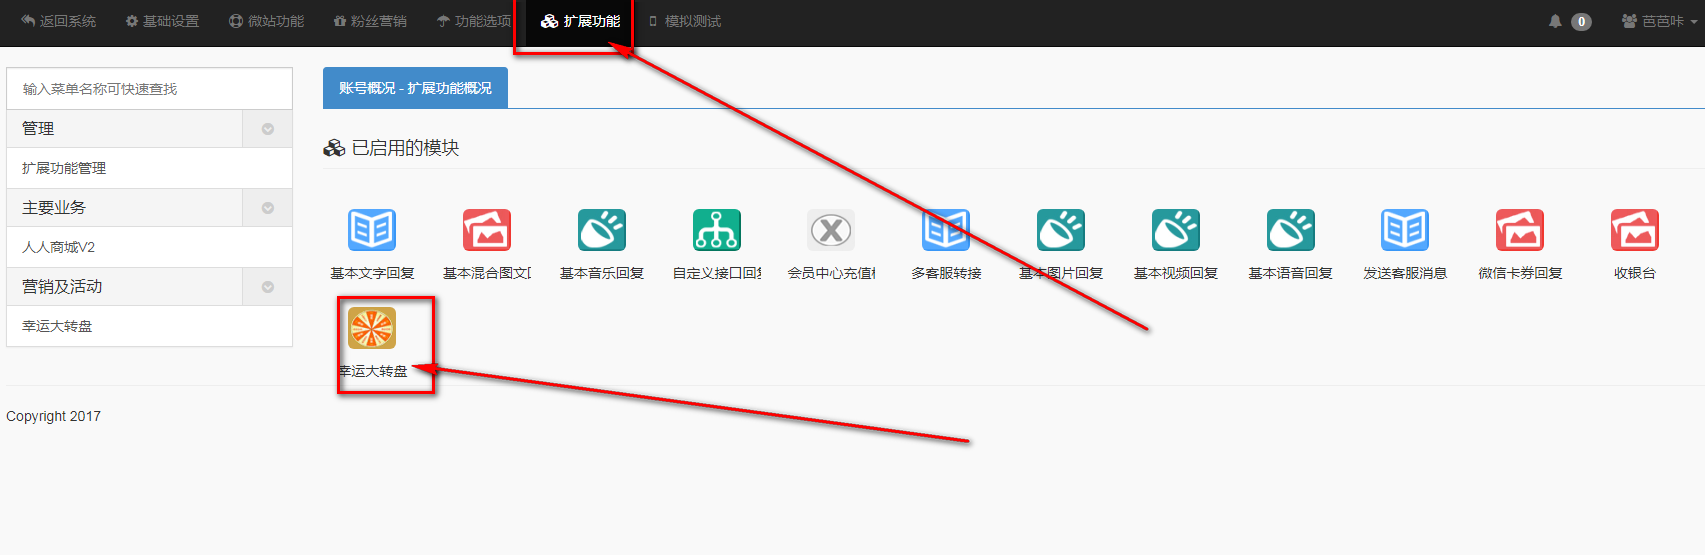 返回系统 基础设置 微站功能 粉丝营销 功能选项 扩展功能 模拟测试 0 芭芭咔
输入菜单名称可快速查找
管理
扩展功能管理
主要业务
人人商城V2
营销及活动
幸运大转盘
账号概况 - 扩展功能概况
已启用的模块
基本文字回复 基本混合图文 基本音乐回复 自定义接口回 会员中心充值 多客服转接 基本图片回复 基本视频回复 基本语音回复 发送客服消息 微信卡券回复 收银台
幸运大转盘
Copyright 2017